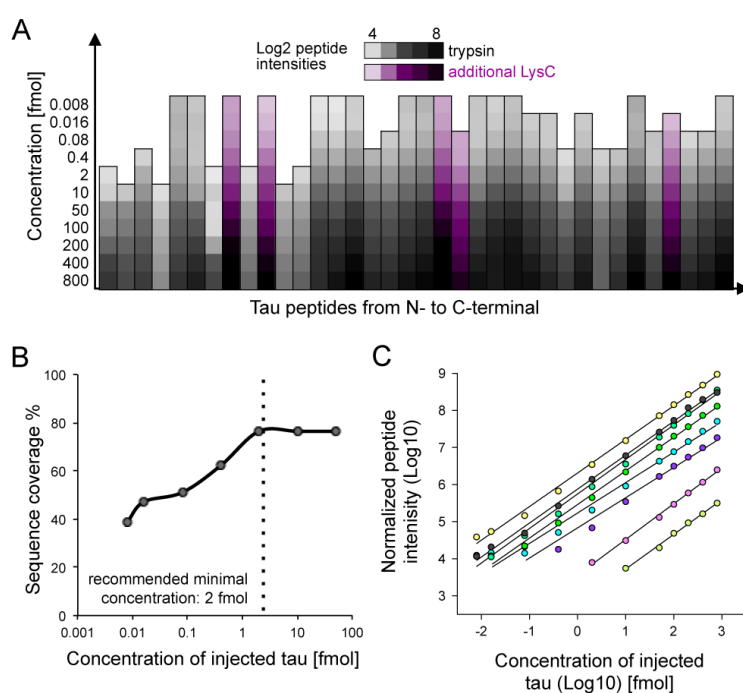 A
4 8
Log2 peptide
intensities
trypsin
additional LysC
Concentration [fmol]
0.008
0.016
0.08
0.4
2
10
50
100
200
400
800
Tau peptides from N- to C-terminal
B
Sequence coverage %
100
80
60
40
20
0
recommended minimal
concentration: 2 fmol
0.001 0.01 0.1 1 10 100
Concentration of injected tau [fmol]
C
Normalized peptide
intenisity (Log10)
9
8
7
6
5
4
3
-2 -1 0 1 2 3
Concentration of injected
tau (Log10) [fmol]